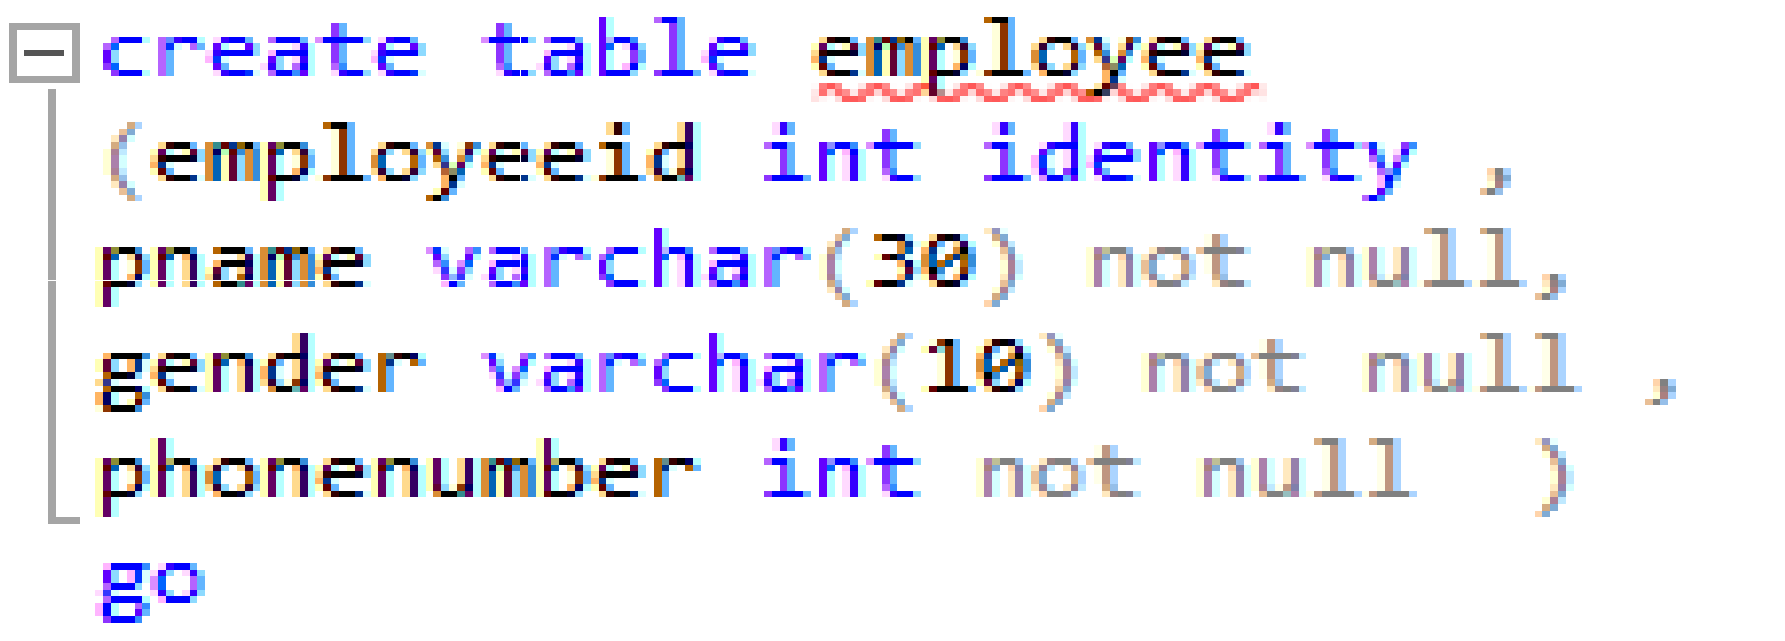 create table employee
(employeeid int identity ,
pname varchar(30) not null,
gender varchar(10) not null ,
phonenumber int not null  )
go